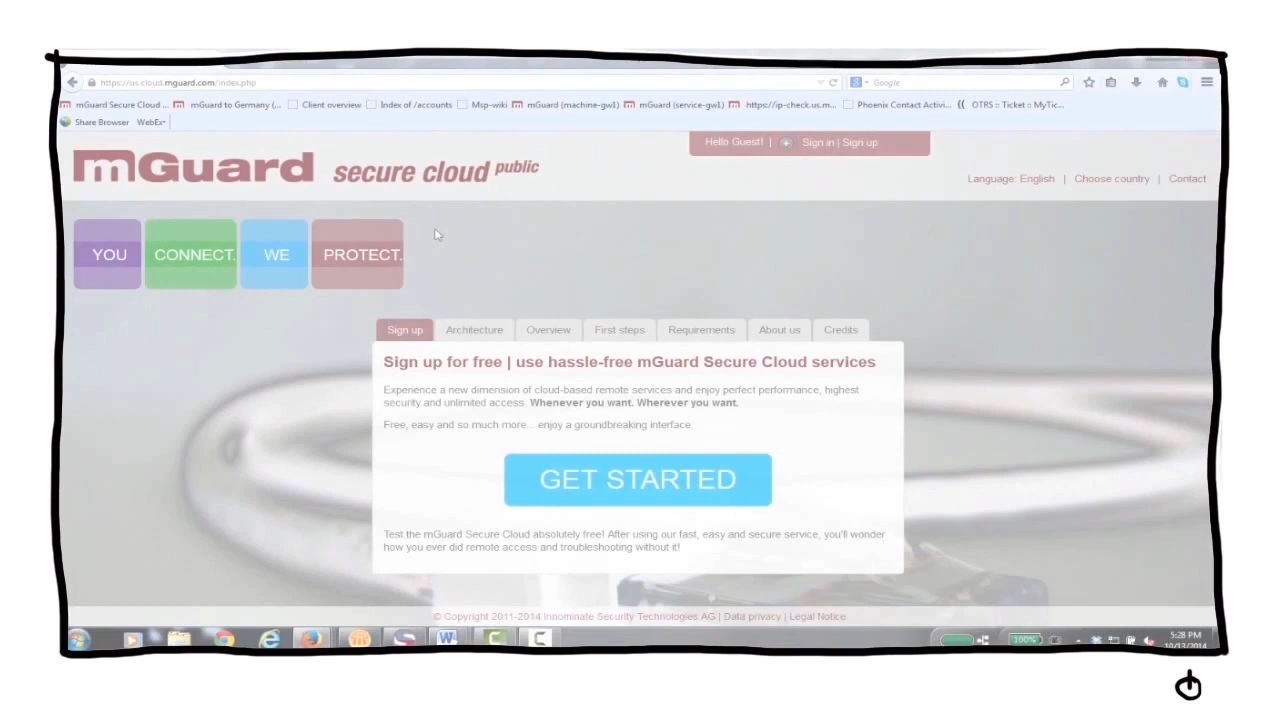 https://us.cloud.mguard.com/index.php
Google
mGuard Secure Cloud ... mGuard to Germany (... Client overview Index of /accounts Msp-wiki mGuard (machine-gw1) mGuard (service-gw1) https://ip-check.us.m... Phoenix Contact Activi... OTRS :: Ticket :: MyTic...
Share Browser WebEx
Hello Guest! | Sign in | Sign up
mGuard secure cloud public
Language: English | Choose country | Contact
YOU CONNECT. WE PROTECT.
Sign up Architecture Overview First steps Requirements About us Credits
Sign up for free | use hassle-free mGuard Secure Cloud services
Experience a new dimension of cloud-based remote services and enjoy perfect performance, highest
security and unlimited access. Whenever you want. Wherever you want.
Free, easy and so much more... enjoy a groundbreaking interface.
GET STARTED
Test the mGuard Secure Cloud absolutely free! After using our fast, easy and secure service, you'll wonder
how you ever did remote access and troubleshooting without it!
© Copyright 2011-2014 Innominate Security Technologies AG | Data privacy | Legal Notice
100%
5:28 PM
10/13/2014